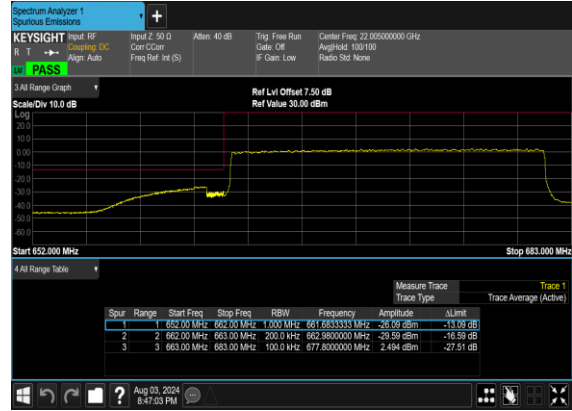 Spectrum Analyzer 1
Spurious Emissions
KEYSIGHT Input: RF Input Z: 50 Ω Atten: 40 dB Trig: Free Run Center Freq: 22.005000000 GHz
R T Coupling: DC Corr CCorr Gate: Off Avg|Hold: 100/100
Align: Auto Freq Ref: Int (S) IF Gain: Low Radio Std: None
PASS
3 All Range Graph
Ref Lvl Offset 7.50 dB
Scale/Div 10.0 dB Ref Value 30.00 dBm
Log
20.0
10.0
0.00
-10.0
-20.0
-30.0
-40.0
-50.0
-60.0
Start 652.000 MHz Stop 683.000 MHz
4 All Range Table
Measure Trace Trace 1
Trace Type Trace Average (Active)
Spur Range Start Freq Stop Freq RBW Frequency Amplitude ΔLimit
1 1 652.00 MHz 662.00 MHz 1.000 MHz 661.6833333 MHz -26.09 dBm -13.09 dB
2 2 662.00 MHz 663.00 MHz 200.0 kHz 662.9800000 MHz -29.59 dBm -16.59 dB
3 3 663.00 MHz 683.00 MHz 100.0 kHz 677.8000000 MHz 2.494 dBm -27.51 dB
? Aug 03, 2024
8:47:03 PM